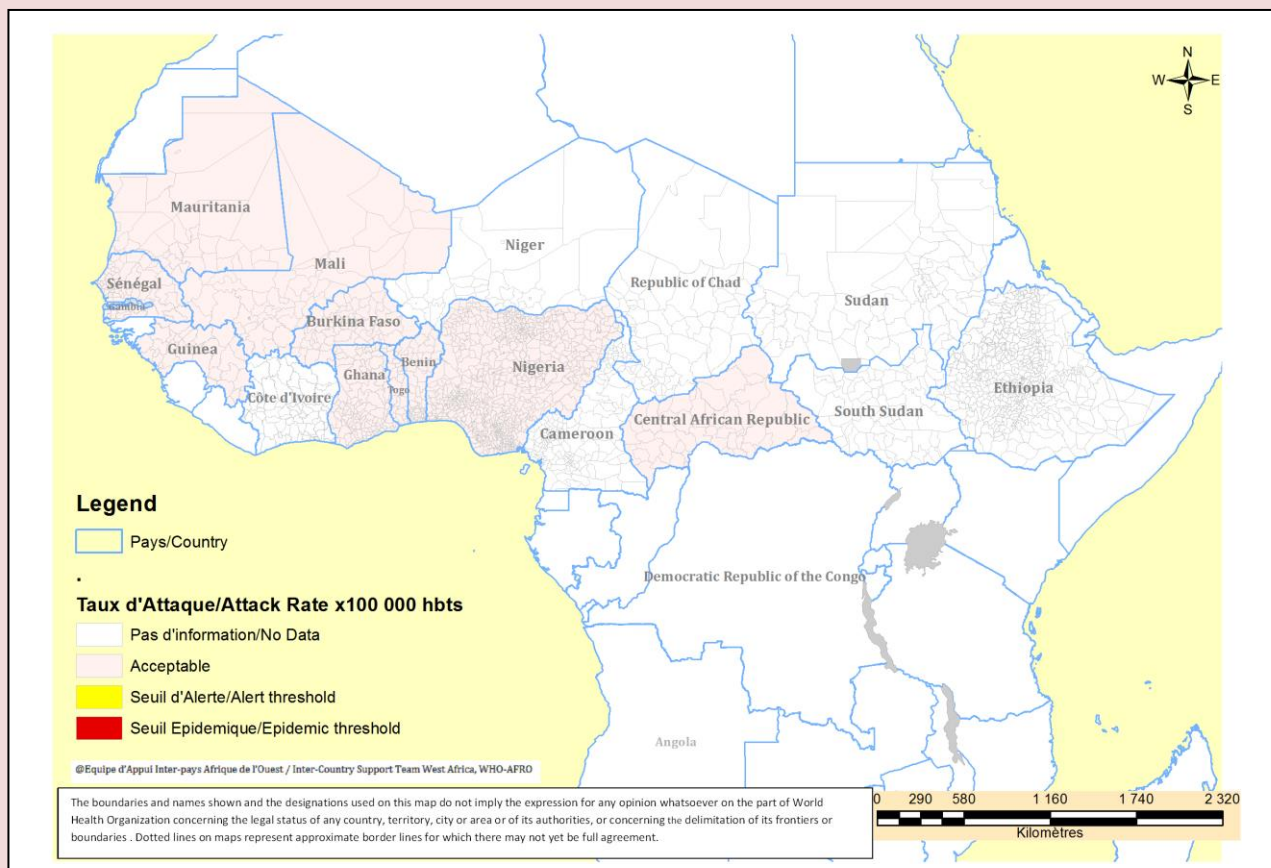 N
W E
S
Mauritania
Niger
Mali
Republic of Chad
Sénégal
Sudan
Gambia
Burkina Faso
Guinea
Benin
Nigeria
Ghana
Togo
Ethiopia
Côte d'Ivoire
South Sudan
Central African Republic
Cameroon
Democratic Republic of the Congo
Angola
Legend
Pays/Country
.
Taux d'Attaque/Attack Rate x100 000 hbts
Pas d'information/No Data
Acceptable
Seuil d'Alerte/Alert threshold
Seuil Epidemique/Epidemic threshold
@Equipe d'Appui Inter-pays Afrique de l'Ouest / Inter-Country Support Team West Africa, WHO-AFRO
The boundaries and names shown and the designations used on this map do not imply the expression for any opinion whatsoever on the part of World
Health Organization concerning the legal status of any country, territory, city or area or of its authorities, or concerning the delimitation of its frontiers or
boundaries . Dotted lines on maps represent approximate border lines for which there may not yet be full agreement.
0 290 580 1 160 1 740 2 320
Kilomètres